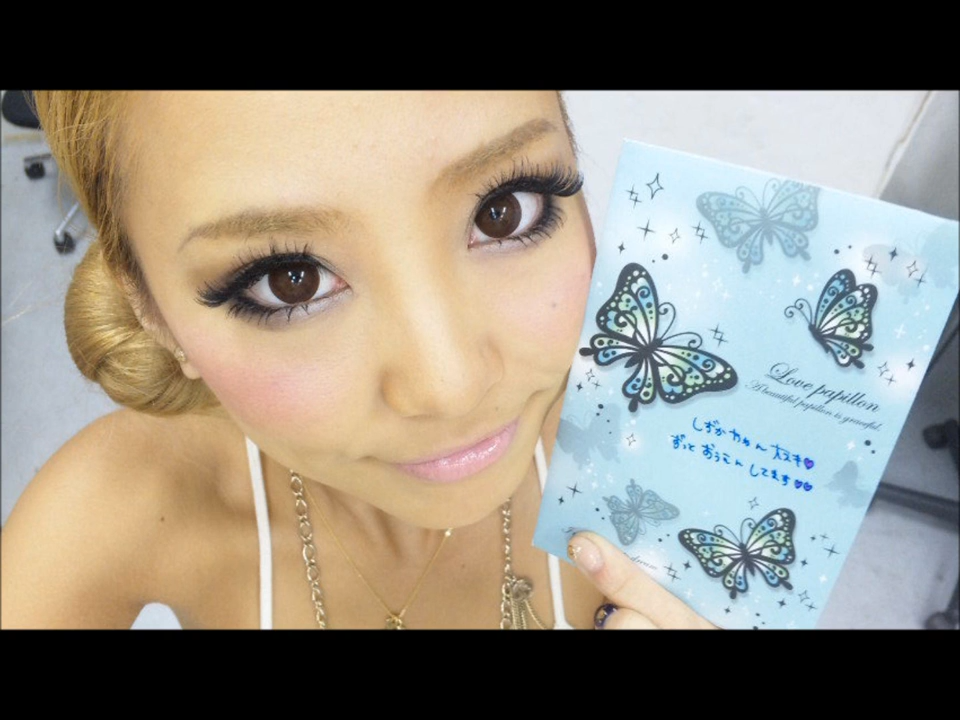 Love papillon
A beautiful papillon is graceful.
しずかちゃん 大スキ♥
ずっと おうえん してます♥♥
dream